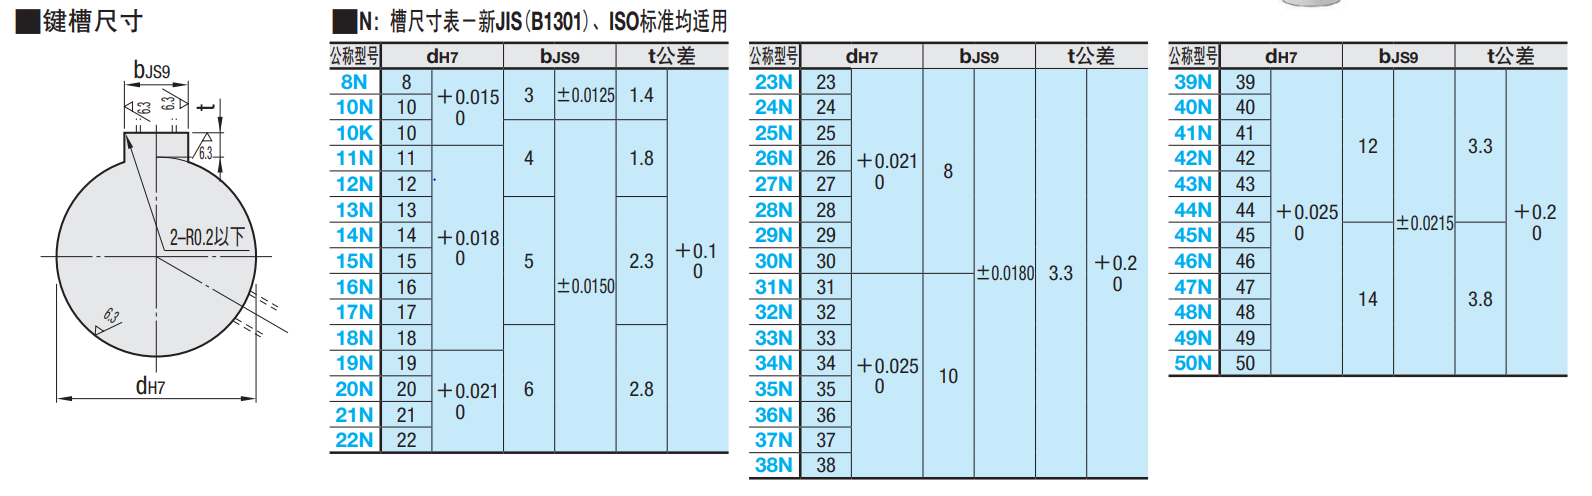 ■键槽尺寸
bJS9
6.3
6.3
t
6.3
2-R0.2以下
6.3
dH7
■N：槽尺寸表－新JIS（B1301）、ISO标准均适用
公称型号 dH7 bJS9 t公差
8N 8 +0.015 0 3 ±0.0125 1.4 +0.1 0
10N 10
10K 10 4 ±0.0150 1.8
11N 11 +0.018 0
12N 12
13N 13 5 2.3
14N 14
15N 15
16N 16
17N 17
18N 18 6 2.8
19N 19 +0.021 0
20N 20
21N 21
22N 22
公称型号 dH7 bJS9 t公差
23N 23 +0.021 0 8 ±0.0180 3.3 +0.2 0
24N 24
25N 25
26N 26
27N 27
28N 28
29N 29
30N 30
31N 31 +0.025 0 10
32N 32
33N 33
34N 34
35N 35
36N 36
37N 37
38N 38
公称型号 dH7 bJS9 t公差
39N 39 +0.025 0 12 ±0.0215 3.3 +0.2 0
40N 40
41N 41
42N 42
43N 43
44N 44
45N 45 14 3.8
46N 46
47N 47
48N 48
49N 49
50N 50